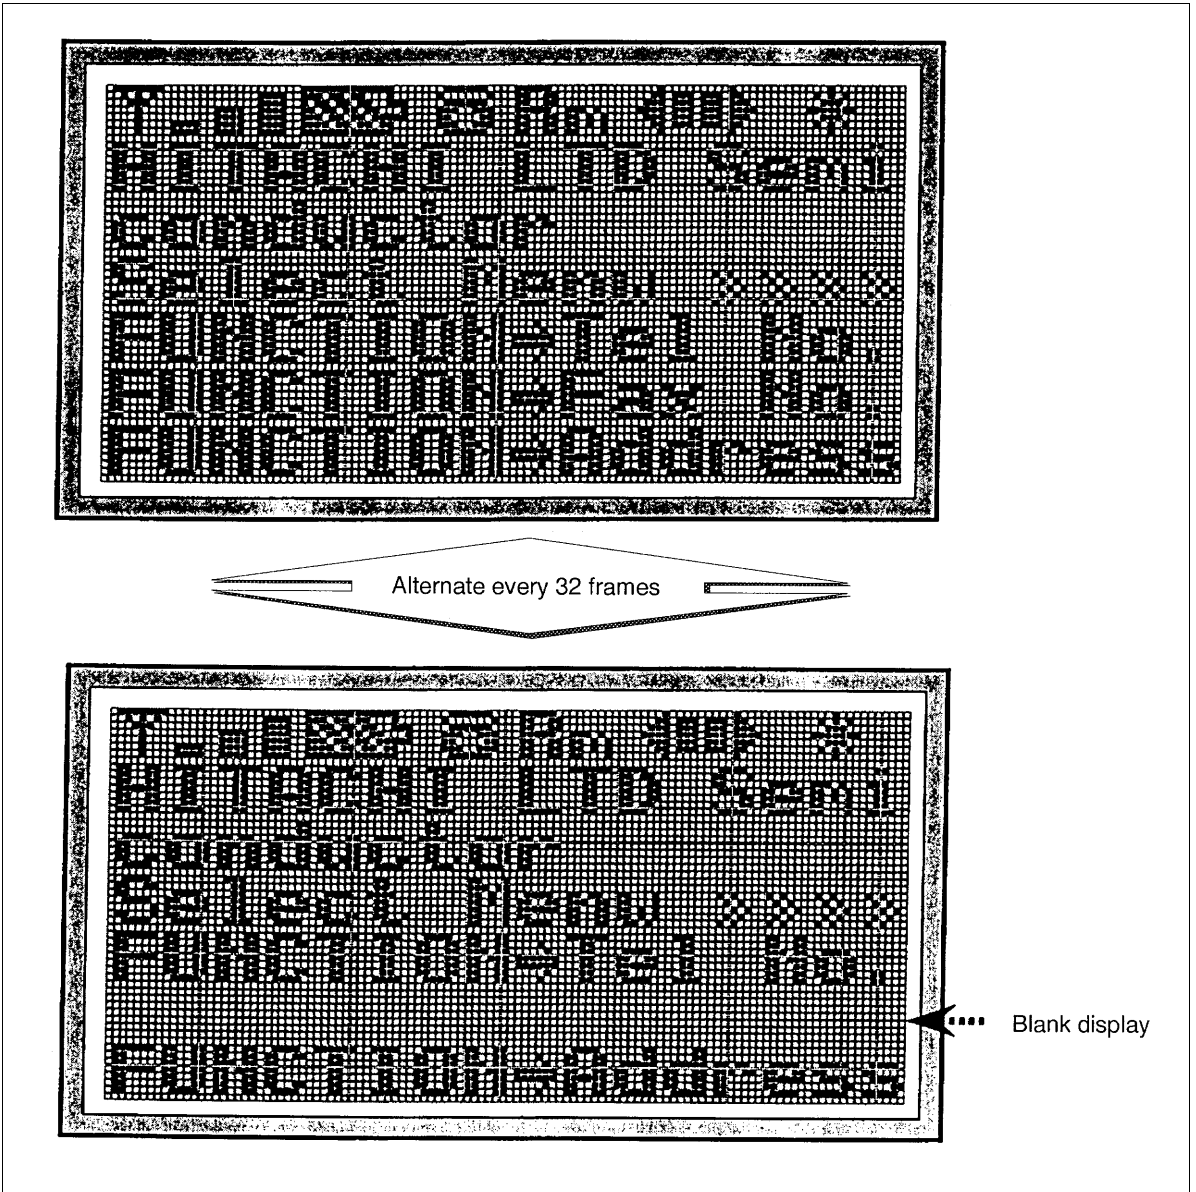 HITACHI LTD Semi
conductor
Select Menu
FUNCTION→Tel No.
FUNCTION→Fax No.
FUNCTION→Address
Alternate every 32 frames
HITACHI LTD Semi
conductor
Select Menu
FUNCTION→Tel No.
Blank display
FUNCTION→Address